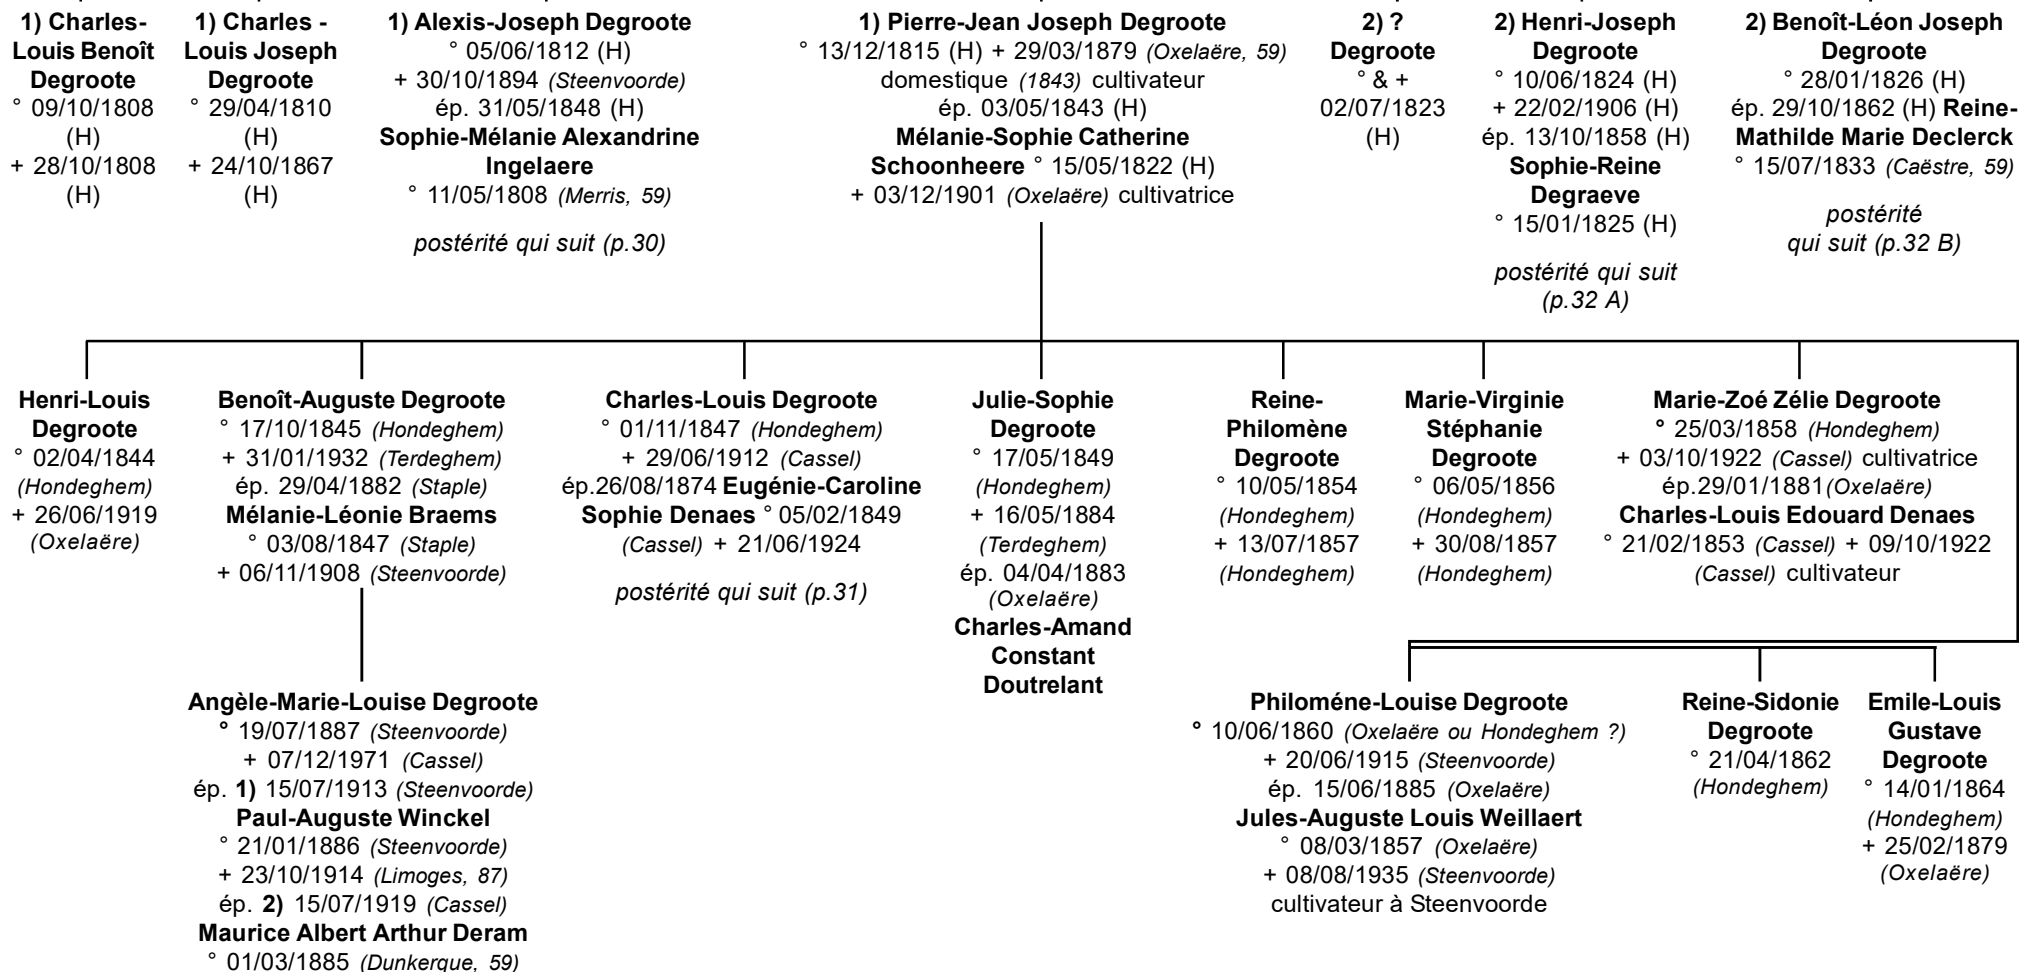 1) Charles-
Louis Benoît
Degroote
° 09/10/1808
(H)
+ 28/10/1808
(H)
1) Charles -
Louis Joseph
Degroote
° 29/04/1810
(H)
+ 24/10/1867
(H)
1) Alexis-Joseph Degroote
° 05/06/1812 (H)
+ 30/10/1894 (Steenvoorde)
ép. 31/05/1848 (H)
Sophie-Mélanie Alexandrine
Ingelaere
° 11/05/1808 (Merris, 59)
postérité qui suit (p.30)
1) Pierre-Jean Joseph Degroote
° 13/12/1815 (H) + 29/03/1879 (Oxelaëre, 59)
domestique (1843) cultivateur
ép. 03/05/1843 (H)
Mélanie-Sophie Catherine
Schoonheere ° 15/05/1822 (H)
+ 03/12/1901 (Oxelaëre) cultivatrice
2) ?
Degroote
° & +
02/07/1823
(H)
2) Henri-Joseph
Degroote
° 10/06/1824 (H)
+ 22/02/1906 (H)
ép. 13/10/1858 (H)
Sophie-Reine
Degraeve
° 15/01/1825 (H)
postérité qui suit
(p.32 A)
2) Benoît-Léon Joseph
Degroote
° 28/01/1826 (H)
ép. 29/10/1862 (H) Reine-
Mathilde Marie Declerck
° 15/07/1833 (Caëstre, 59)
postérité
qui suit (p.32 B)
Henri-Louis
Degroote
° 02/04/1844
(Hondeghem)
+ 26/06/1919
(Oxelaëre)
Benoît-Auguste Degroote
° 17/10/1845 (Hondeghem)
+ 31/01/1932 (Terdeghem)
ép. 29/04/1882 (Staple)
Mélanie-Léonie Braems
° 03/08/1847 (Staple)
+ 06/11/1908 (Steenvoorde)
Charles-Louis Degroote
° 01/11/1847 (Hondeghem)
+ 29/06/1912 (Cassel)
ép.26/08/1874 Eugénie-Caroline
Sophie Denaes ° 05/02/1849
(Cassel) + 21/06/1924
postérité qui suit (p.31)
Julie-Sophie
Degroote
° 17/05/1849
(Hondeghem)
+ 16/05/1884
(Terdeghem)
ép. 04/04/1883
(Oxelaëre)
Charles-Amand
Constant
Doutrelant
Reine-
Philomène
Degroote
° 10/05/1854
(Hondeghem)
+ 13/07/1857
(Hondeghem)
Marie-Virginie
Stéphanie
Degroote
° 06/05/1856
(Hondeghem)
+ 30/08/1857
(Hondeghem)
Marie-Zoé Zélie Degroote
° 25/03/1858 (Hondeghem)
+ 03/10/1922 (Cassel) cultivatrice
ép.29/01/1881(Oxelaëre)
Charles-Louis Edouard Denaes
° 21/02/1853 (Cassel) + 09/10/1922
(Cassel) cultivateur
Angèle-Marie-Louise Degroote
° 19/07/1887 (Steenvoorde)
+ 07/12/1971 (Cassel)
ép. 1) 15/07/1913 (Steenvoorde)
Paul-Auguste Winckel
° 21/01/1886 (Steenvoorde)
+ 23/10/1914 (Limoges, 87)
ép. 2) 15/07/1919 (Cassel)
Maurice Albert Arthur Deram
° 01/03/1885 (Dunkerque, 59)
Philoméne-Louise Degroote
° 10/06/1860 (Oxelaëre ou Hondeghem ?)
+ 20/06/1915 (Steenvoorde)
ép. 15/06/1885 (Oxelaëre)
Jules-Auguste Louis Weillaert
° 08/03/1857 (Oxelaëre)
+ 08/08/1935 (Steenvoorde)
cultivateur à Steenvoorde
Reine-Sidonie
Degroote
° 21/04/1862
(Hondeghem)
Emile-Louis
Gustave
Degroote
° 14/01/1864
(Hondeghem)
+ 25/02/1879
(Oxelaëre)